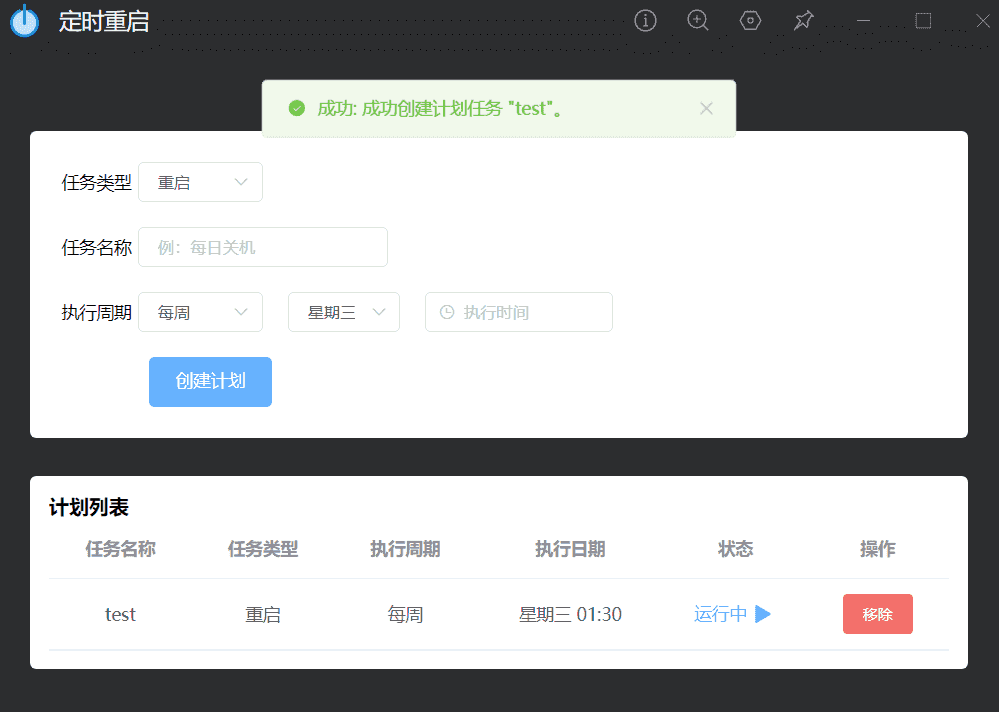 定时重启
成功: 成功创建计划任务 "test"。
任务类型 重启
任务名称 例：每日关机
执行周期 每周 星期三 执行时间
创建计划
计划列表
任务名称 任务类型 执行周期 执行日期 状态 操作
test 重启 每周 星期三 01:30 运行中 移除